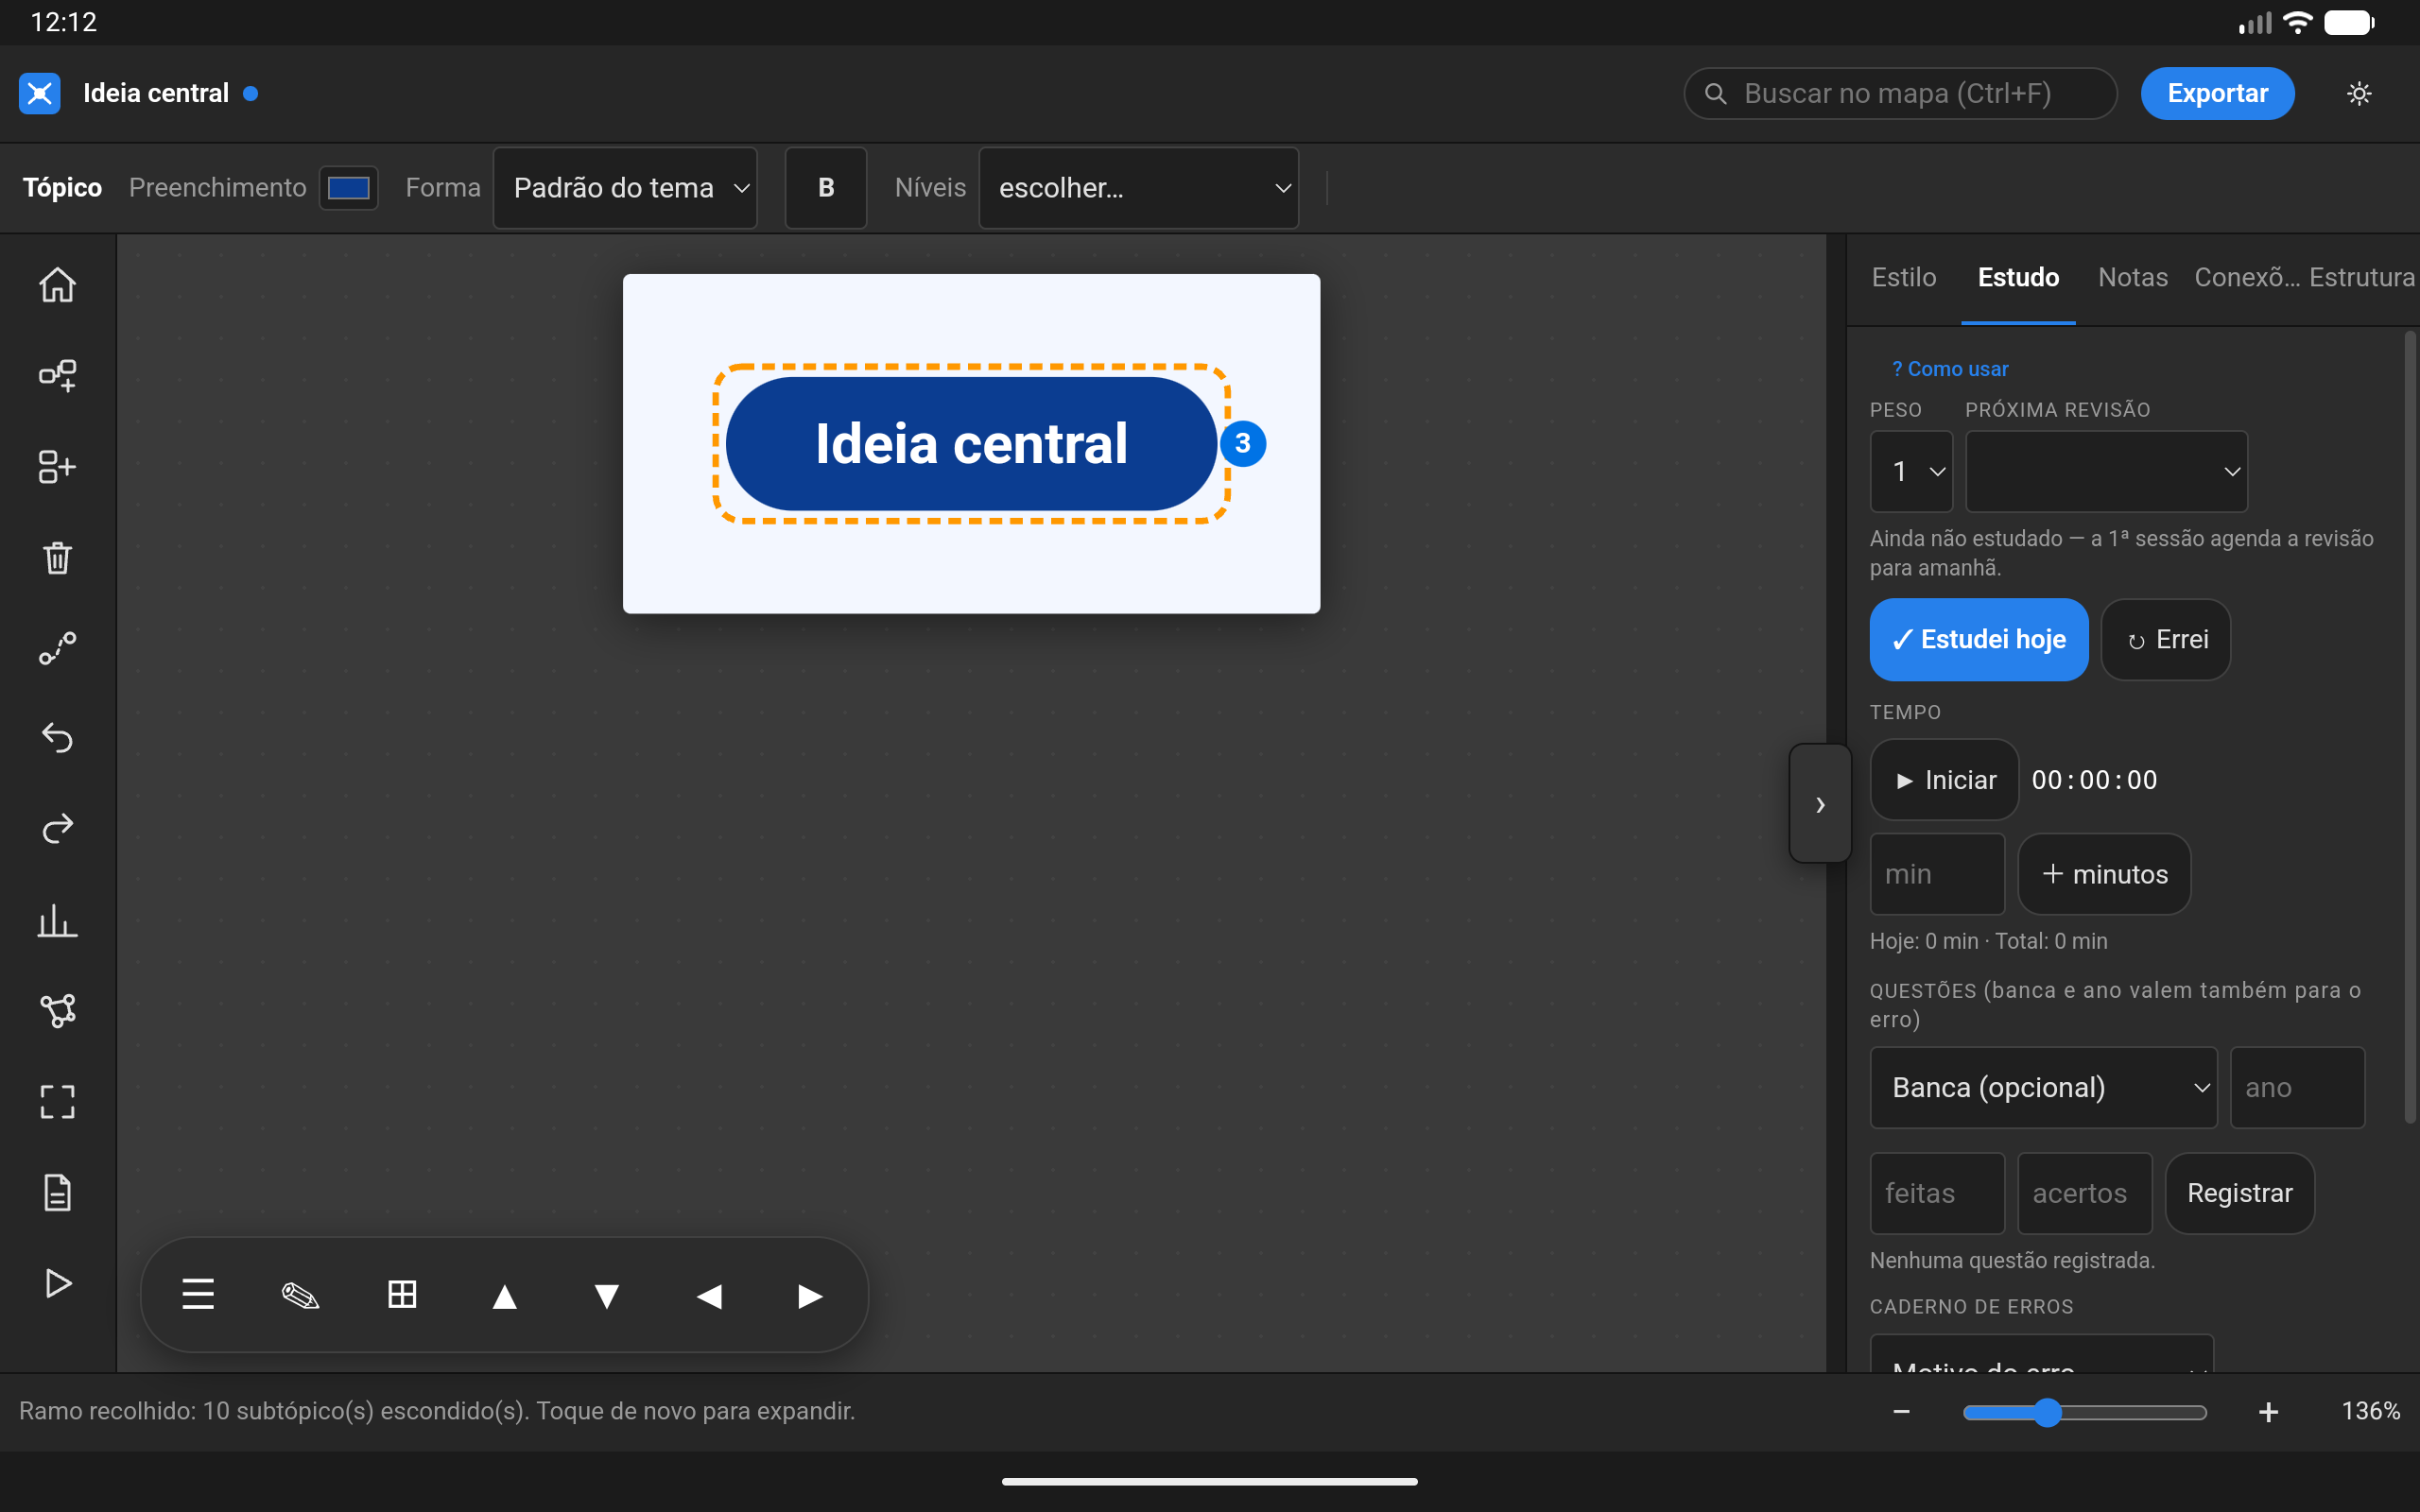 12:12
Ideia central
Buscar no mapa (Ctrl+F)
Exportar
Tópico Preenchimento Forma Padrão do tema B Níveis escolher...
Estilo Estudo Notas Conexõ... Estrutura
? Como usar
PESO PRÓXIMA REVISÃO
1
Ainda não estudado — a 1ª sessão agenda a revisão
para amanhã.
✓ Estudei hoje ↻ Errei
TEMPO
► Iniciar 00:00:00
min + minutos
Hoje: 0 min · Total: 0 min
QUESTÕES (banca e ano valem também para o
erro)
Banca (opcional) ano
feitas acertos Registrar
Nenhuma questão registrada.
CADERNO DE ERROS
Motivo do erro
Ideia central 3
Ramo recolhido: 10 subtópico(s) escondido(s). Toque de novo para expandir.
− + 136%